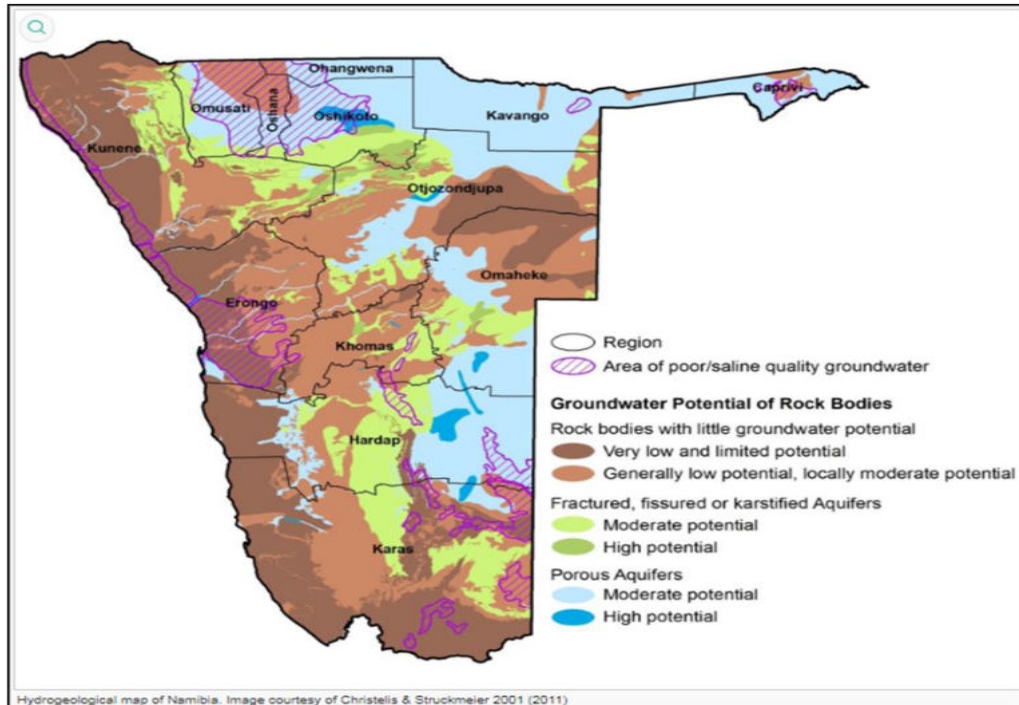 Ohangwena
Omusati
Oshana
Oshikoto
Kavango
Caprivi
Kunene
Otjozondjupa
Omaheke
Erongo
Khomas
Hardap
Karas
Region
Area of poor/saline quality groundwater
Groundwater Potential of Rock Bodies
Rock bodies with little groundwater potential
Very low and limited potential
Generally low potential, locally moderate potential
Fractured, fissured or karstified Aquifers
Moderate potential
High potential
Porous Aquifers
Moderate potential
High potential
Hydrogeological map of Namibia. Image courtesy of Christelis & Struckmeier 2001 (2011)